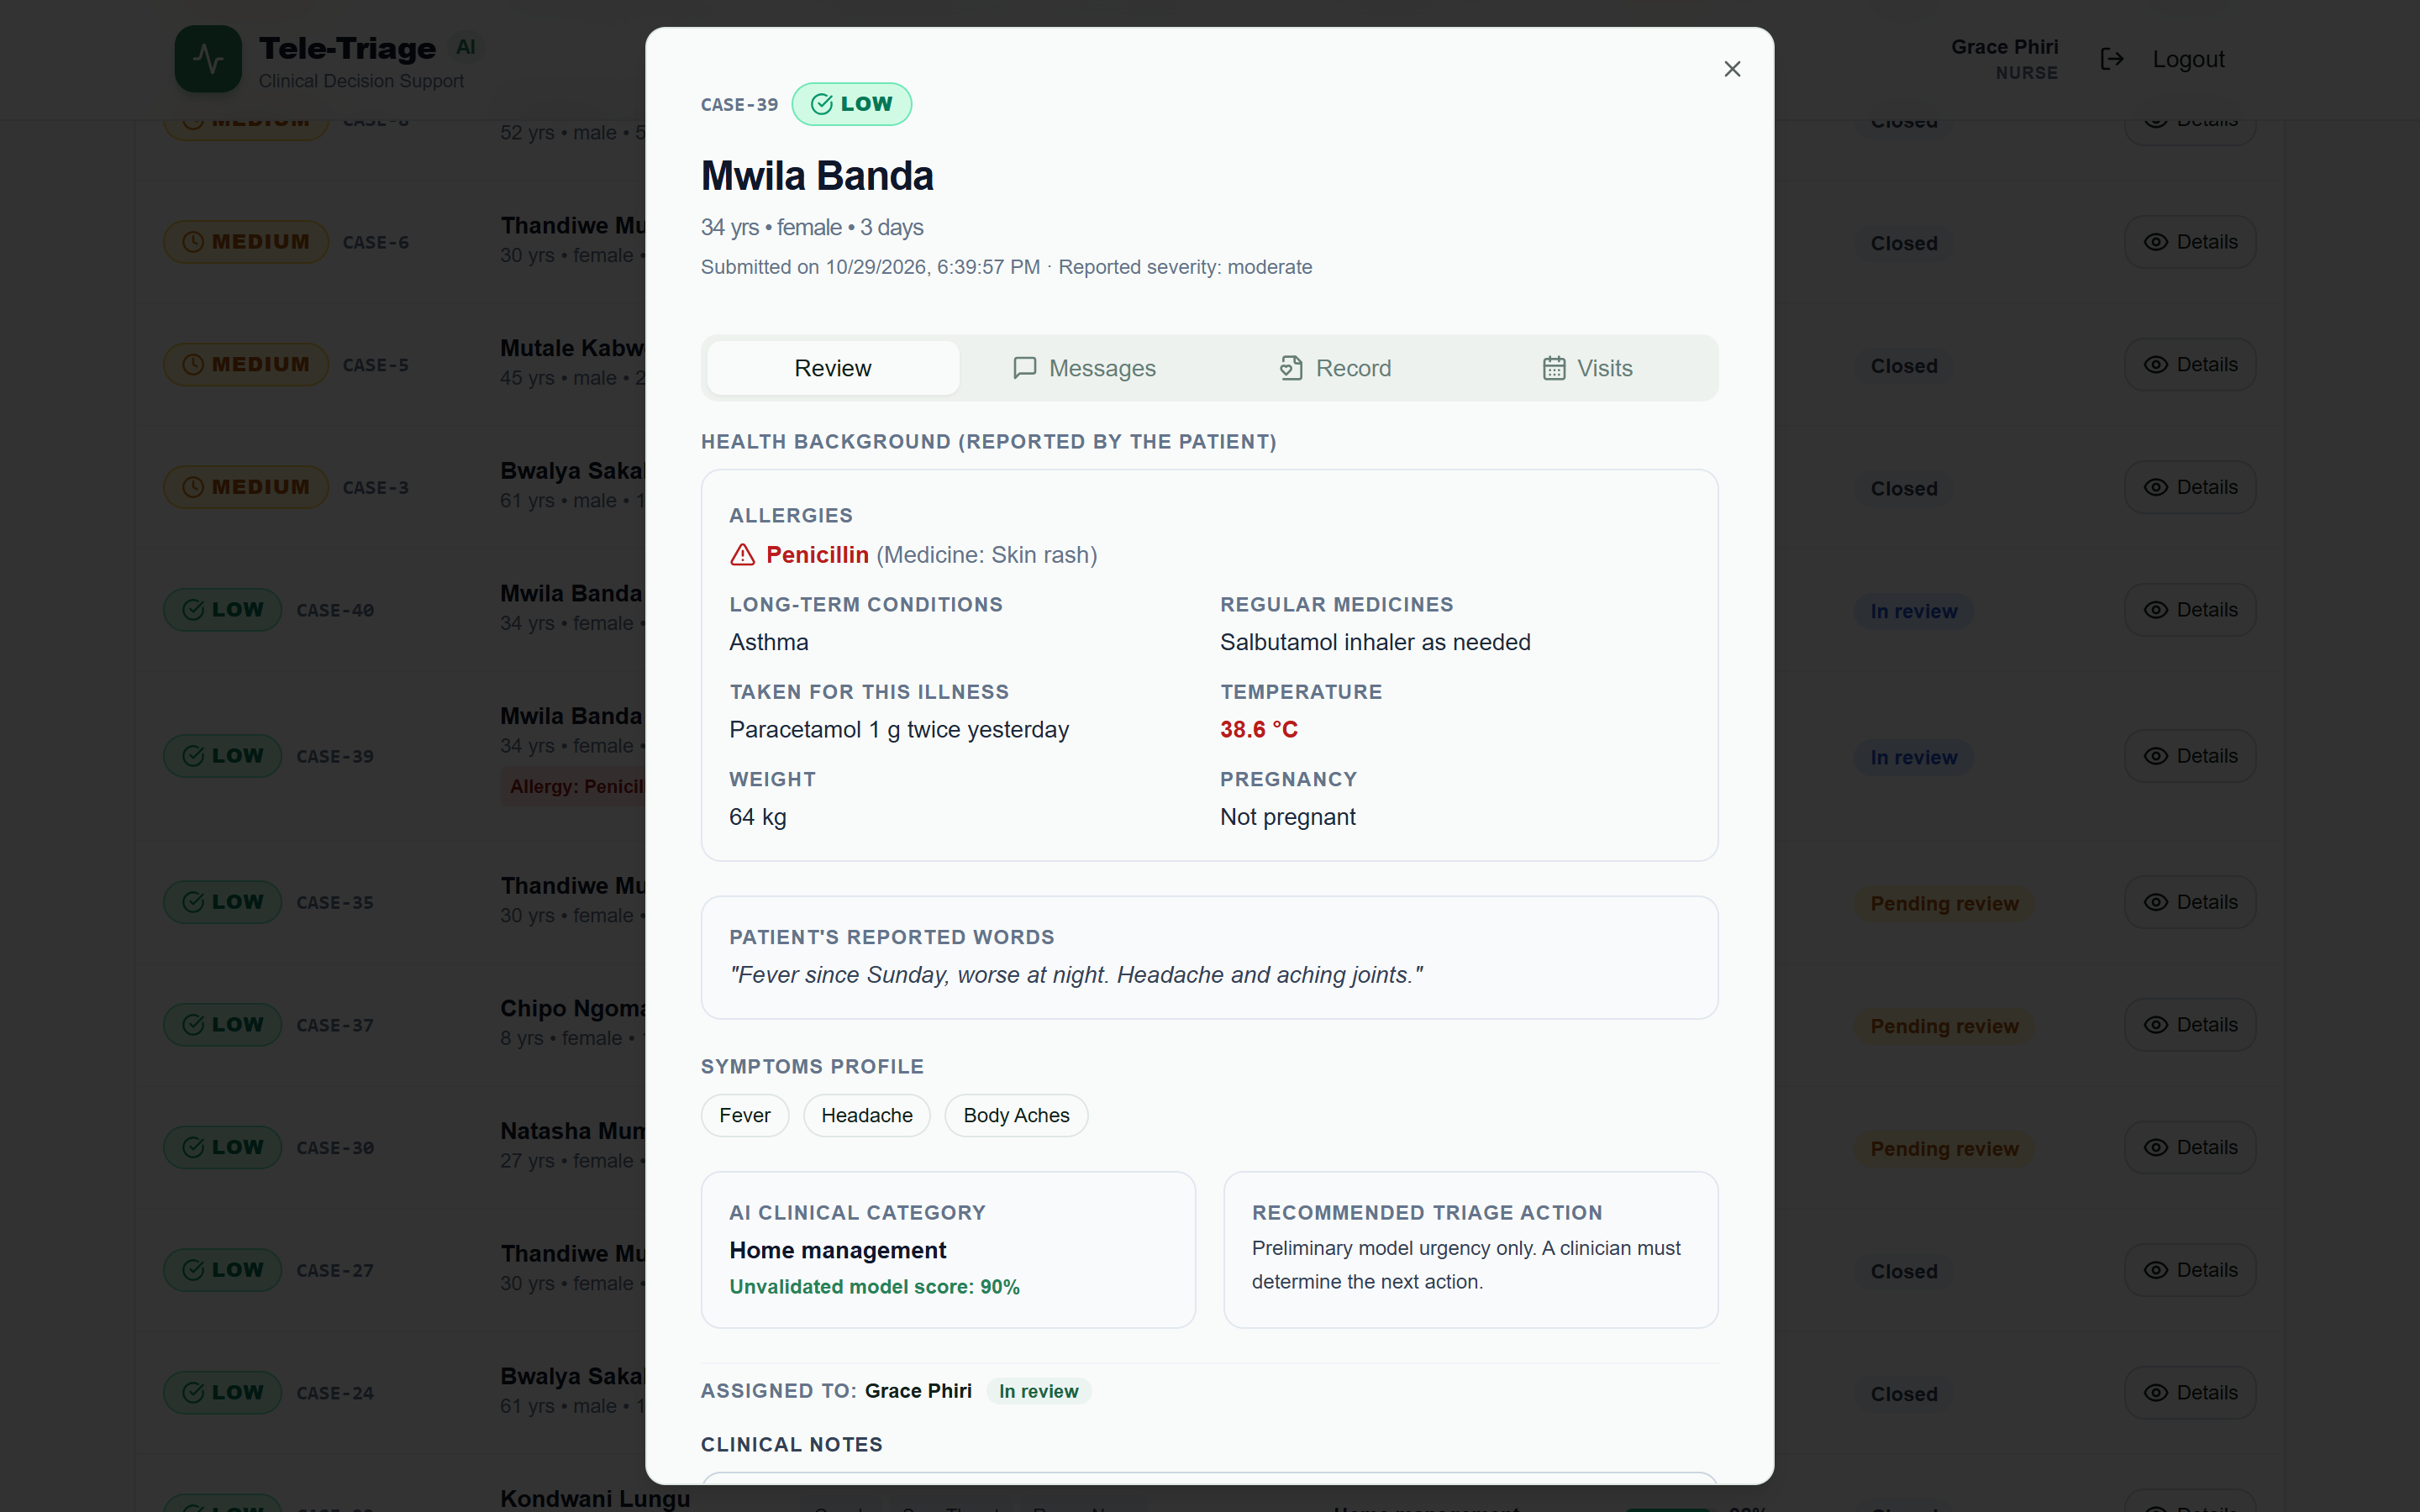 Tele-Triage AI
Clinical Decision Support
Grace Phiri
NURSE
Logout
MEDIUM CASE-8
52 yrs • male • 5
Closed
Details
MEDIUM CASE-6
Thandiwe Mu
30 yrs • female •
Closed
Details
MEDIUM CASE-5
Mutale Kabw
45 yrs • male • 2
Closed
Details
MEDIUM CASE-3
Bwalya Saka
61 yrs • male • 1
Closed
Details
LOW CASE-40
Mwila Banda
34 yrs • female •
In review
Details
LOW CASE-39
Mwila Banda
34 yrs • female •
Allergy: Penicil
In review
Details
LOW CASE-35
Thandiwe Mu
30 yrs • female •
Pending review
Details
LOW CASE-37
Chipo Ngoma
8 yrs • female •
Pending review
Details
LOW CASE-30
Natasha Mum
27 yrs • female •
Pending review
Details
LOW CASE-27
Thandiwe Mu
30 yrs • female •
Closed
Details
LOW CASE-24
Bwalya Saka
61 yrs • male • 1
Closed
Details
Kondwani Lungu
CASE-39 LOW
Mwila Banda
34 yrs • female • 3 days
Submitted on 10/29/2026, 6:39:57 PM · Reported severity: moderate
Review Messages Record Visits
HEALTH BACKGROUND (REPORTED BY THE PATIENT)
ALLERGIES
Penicillin (Medicine: Skin rash)
LONG-TERM CONDITIONS
Asthma
REGULAR MEDICINES
Salbutamol inhaler as needed
TAKEN FOR THIS ILLNESS
Paracetamol 1 g twice yesterday
TEMPERATURE
38.6 °C
WEIGHT
64 kg
PREGNANCY
Not pregnant
PATIENT'S REPORTED WORDS
"Fever since Sunday, worse at night. Headache and aching joints."
SYMPTOMS PROFILE
Fever Headache Body Aches
AI CLINICAL CATEGORY
Home management
Unvalidated model score: 90%
RECOMMENDED TRIAGE ACTION
Preliminary model urgency only. A clinician must
determine the next action.
ASSIGNED TO: Grace Phiri In review
CLINICAL NOTES